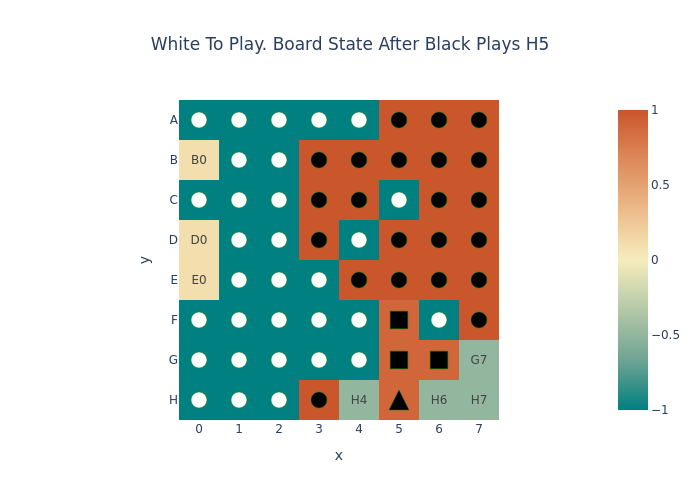 White To Play. Board State After Black Plays H5
A
B
B0
C
D
D0
E
E0
F
G
G7
H
H4
H6
H7
0
1
2
3
4
5
6
7
x
y
1
0.5
0
−0.5
−1